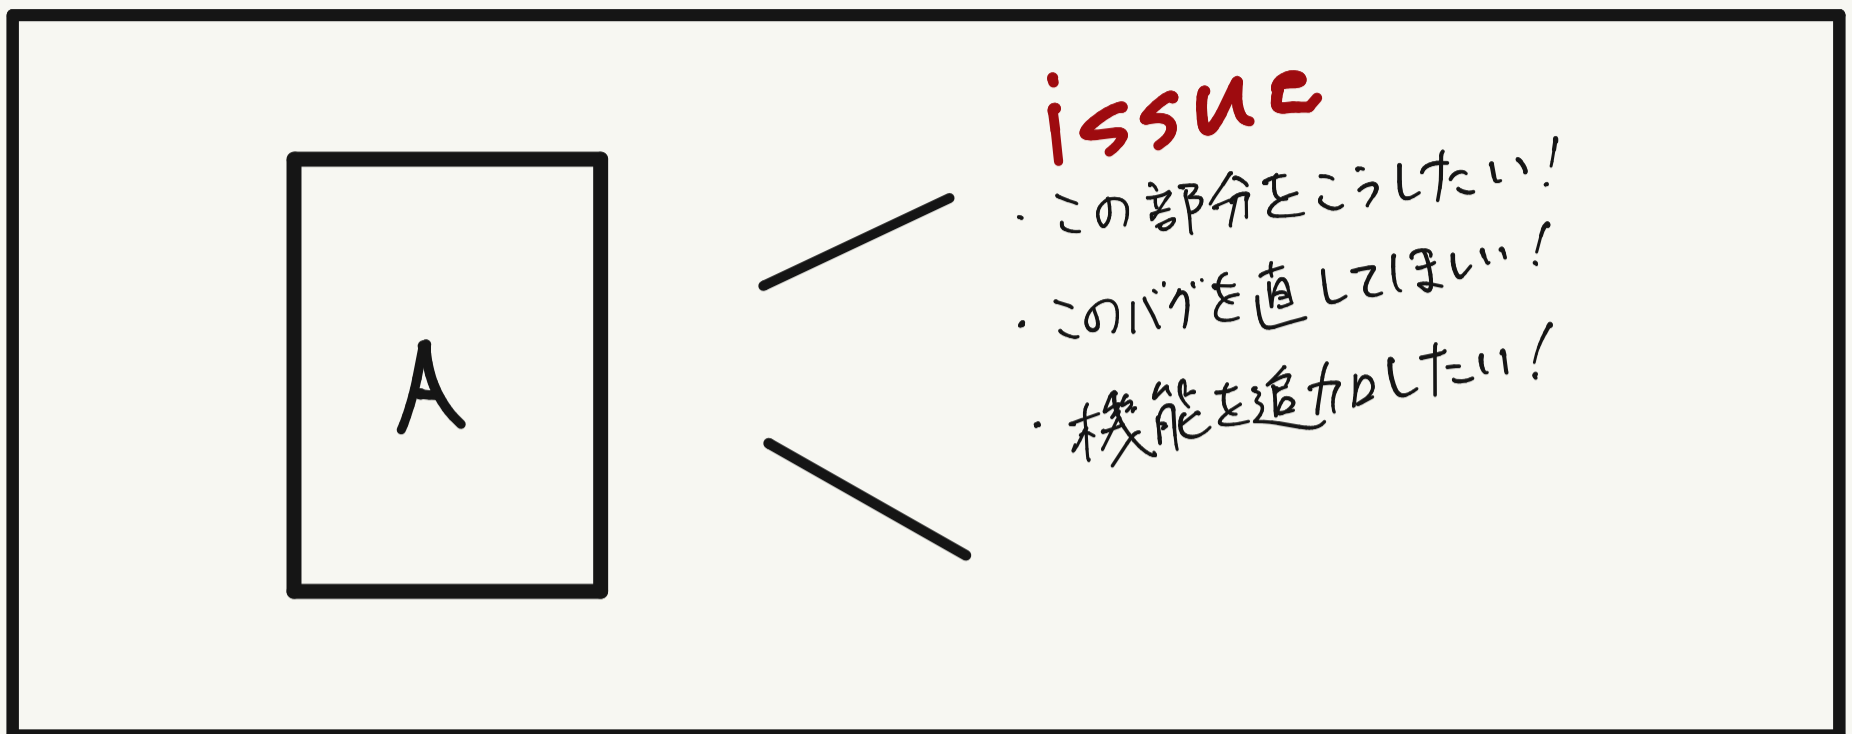 issue
・この部分をこうしたい!
・このバグを直してほしい!
・機能を追加したい!
A